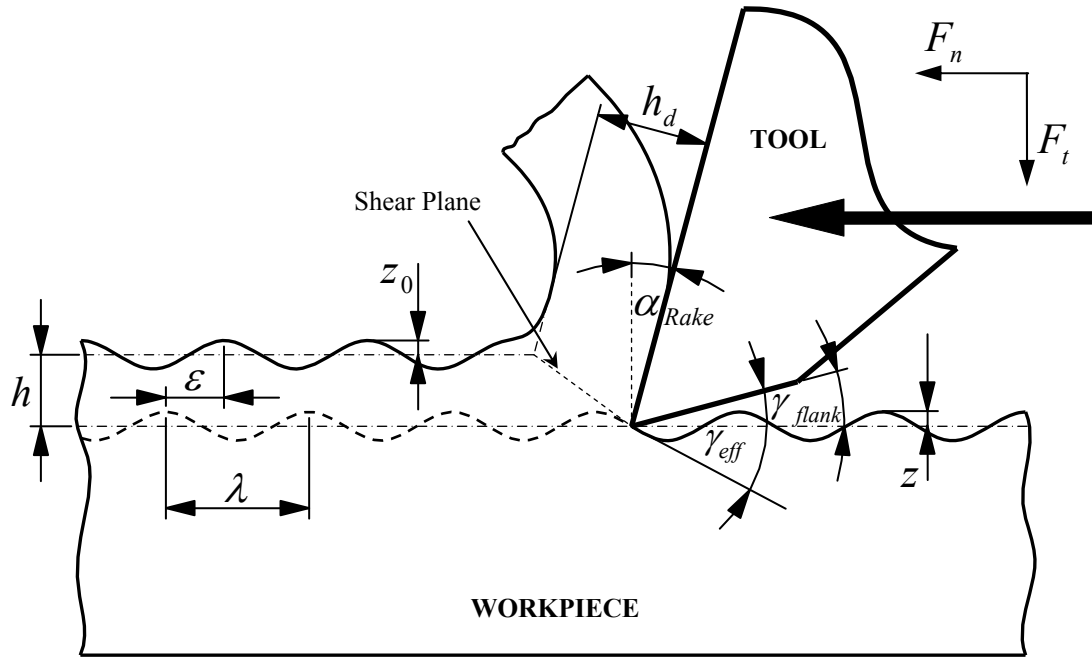 F_n
h_d
TOOL
F_t
Shear Plane
z_0
α_Rake
ε
h
γ_flank
γ_eff
λ
z
WORKPIECE